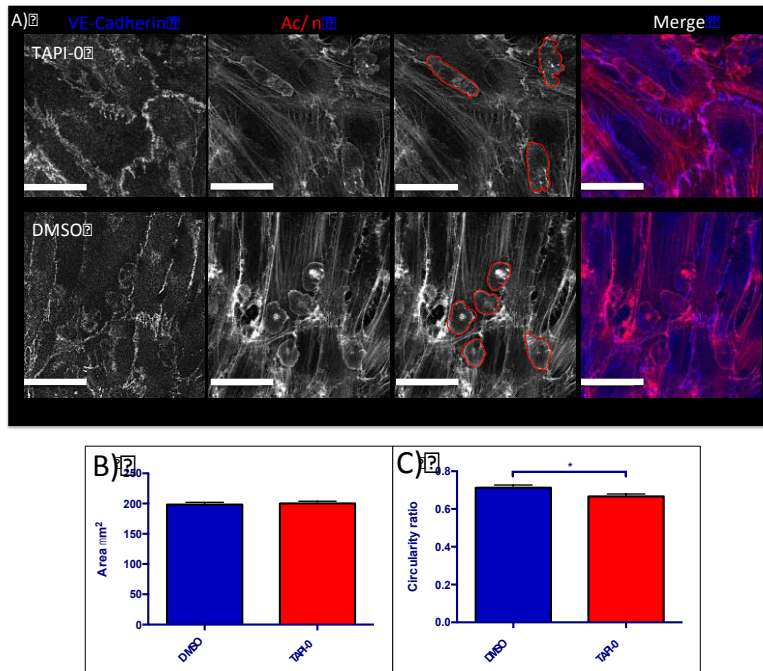 A)⍰ VE-Cadherin⍰ Ac/ n⍰ Merge⍰
TAPI-0⍰
DMSO⍰
B)⍰
250
200
150
100
50
0
Area mm2
DMSO
TAPI-0
C)⍰
*
0.8
0.6
0.4
0.2
0.0
Circularity ratio
DMSO
TAPI-0